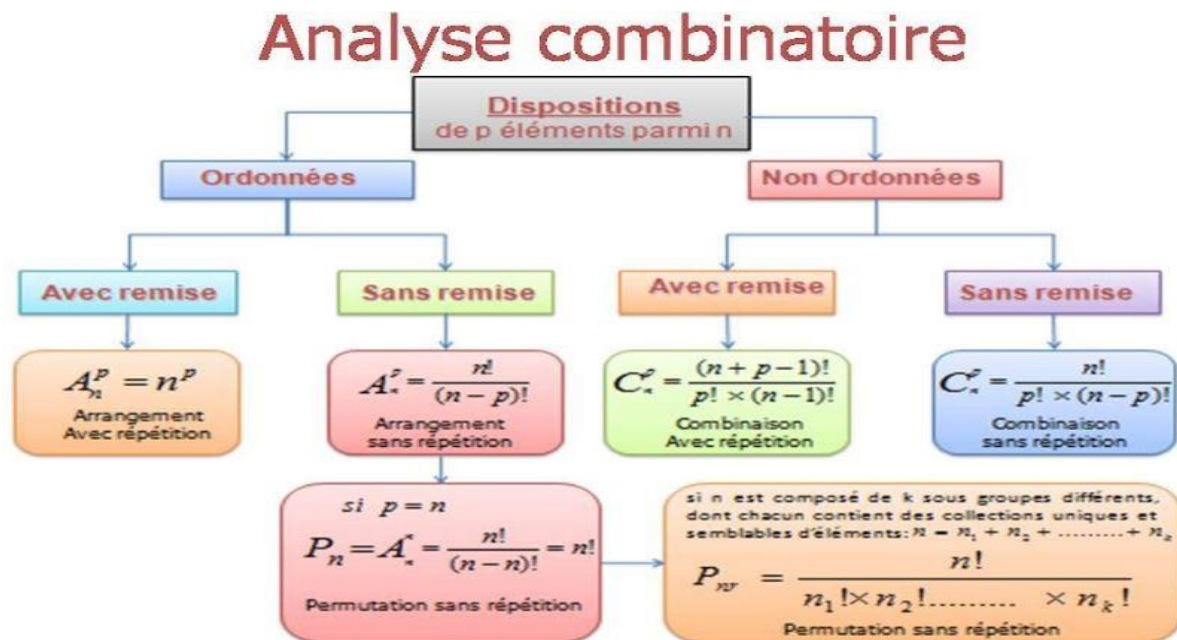 Analyse combinatoire
Dispositions
de p éléments parmi n
Ordonnées
Non Ordonnées
Avec remise
Sans remise
Avec remise
Sans remise
A_n^p = n^p
Arrangement
Avec répétition
A_n^p = n! / (n − p)!
Arrangement
sans répétition
C_n^p = (n + p − 1)! / p! × (n − 1)!
Combinaison
Avec répétition
C_n^p = n! / p! × (n − p)!
Combinaison
sans répétition
si p = n
P_n = A_n^n = n! / (n − n)! = n!
Permutation sans répétition
si n est composé de k sous groupes différents,
dont chacun contient des collections uniques et
semblables d'éléments: n = n_1 + n_2 + ......... + n_k
P_nr = n! / n_1! × n_2! ......... × n_k!
Permutation sans répétition